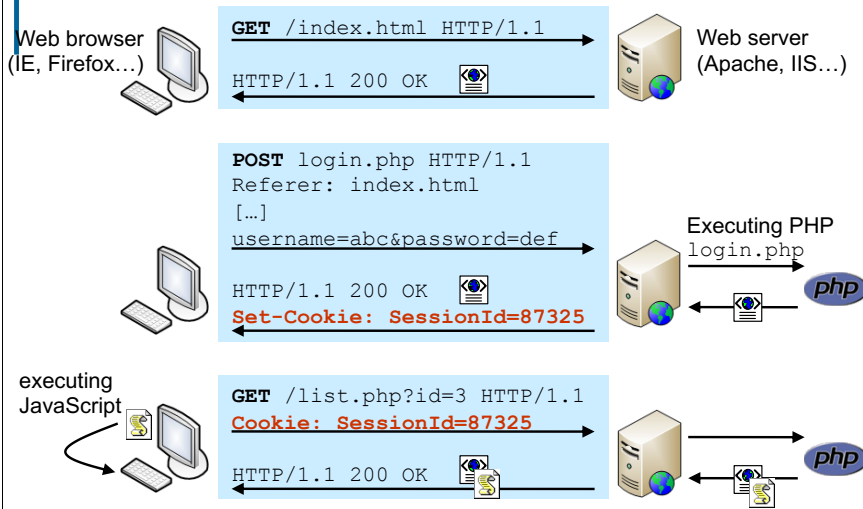 Web browser
(IE, Firefox…)
GET /index.html HTTP/1.1
HTTP/1.1 200 OK
Web server
(Apache, IIS…)
POST login.php HTTP/1.1
Referer: index.html
[…]
username=abc&password=def
HTTP/1.1 200 OK
Set-Cookie: SessionId=87325
Executing PHP
login.php
php
executing
JavaScript
GET /list.php?id=3 HTTP/1.1
Cookie: SessionId=87325
HTTP/1.1 200 OK
php